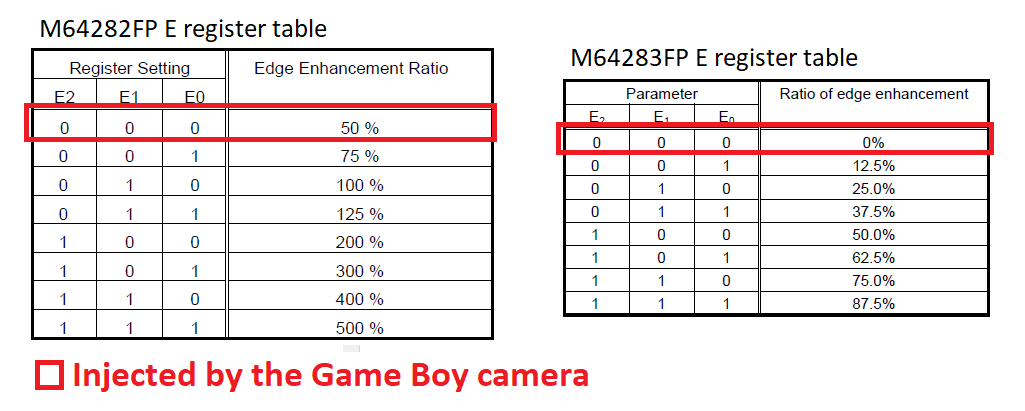 M64282FP E register table
Register Setting Edge Enhancement Ratio
E2 E1 E0
0 0 0 50 %
0 0 1 75 %
0 1 0 100 %
0 1 1 125 %
1 0 0 200 %
1 0 1 300 %
1 1 0 400 %
1 1 1 500 %
M64283FP E register table
Parameter Ratio of edge enhancement
E2 E1 E0
0 0 0 0%
0 0 1 12.5%
0 1 0 25.0%
0 1 1 37.5%
1 0 0 50.0%
1 0 1 62.5%
1 1 0 75.0%
1 1 1 87.5%
Injected by the Game Boy camera